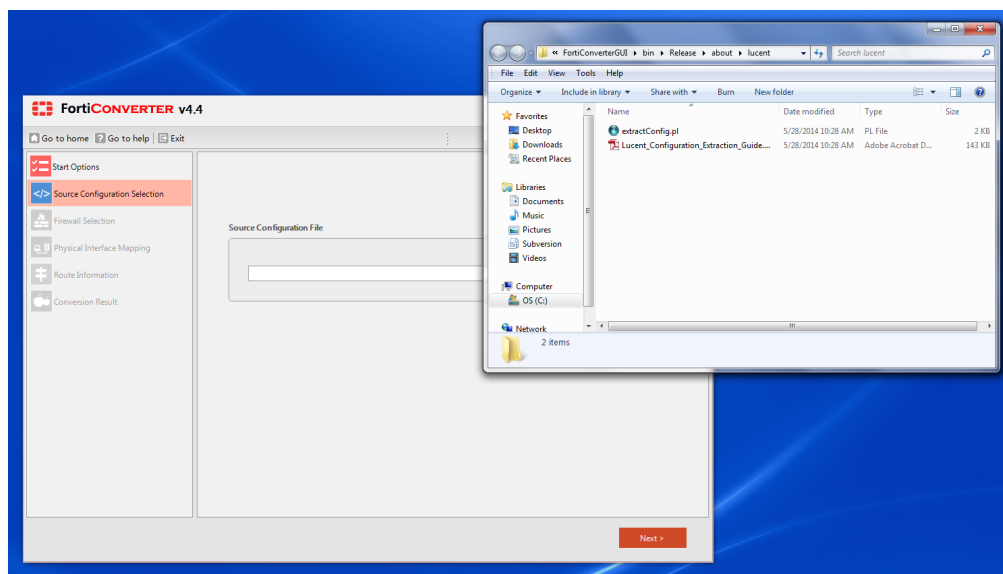 FortiCONVERTER v4.4
Go to home Go to help Exit
Start Options
Source Configuration Selection
Firewall Selection
Physical Interface Mapping
Route Information
Conversion Result
Source Configuration File
Next >
« FortiConverterGUI ▸ bin ▸ Release ▸ about ▸ lucent
Search lucent
File Edit View Tools Help
Organize Include in library Share with Burn New folder
Favorites
Desktop
Downloads
Recent Places
Libraries
Documents
Music
Pictures
Subversion
Videos
Computer
OS (C:)
Network
Name Date modified Type Size
extractConfig.pl 5/28/2014 10:28 AM PL File 2 KB
Lucent_Configuration_Extraction_Guide.... 5/28/2014 10:28 AM Adobe Acrobat D... 143 KB
2 items